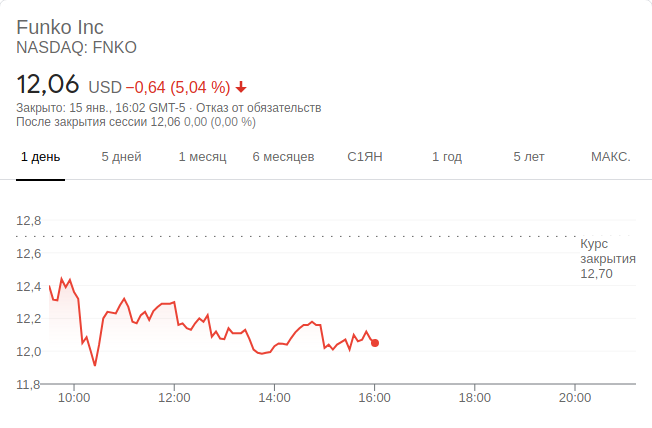 Funko Inc
NASDAQ: FNKO
12,06 USD −0,64 (5,04 %)
Закрыто: 15 янв., 16:02 GMT-5 · Отказ от обязательств
После закрытия сессии 12,06 0,00 (0,00 %)
1 день 5 дней 1 месяц 6 месяцев С1ЯН 1 год 5 лет МАКС.
12,8
Курс
закрытия
12,70
12,6
12,4
12,2
12,0
11,8
10:00 12:00 14:00 16:00 18:00 20:00